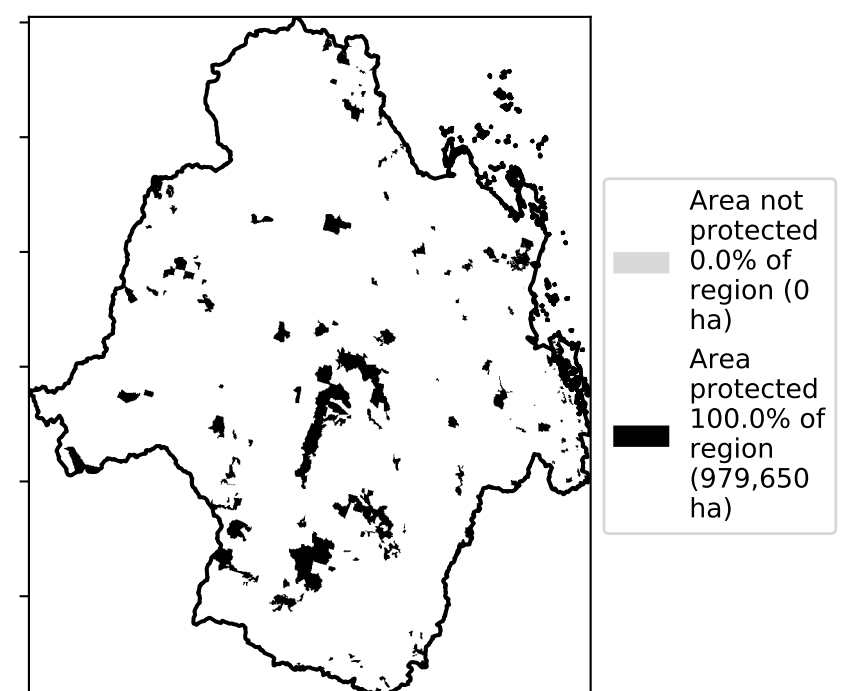 Area not
protected
0.0% of
region (0
ha)
Area
protected
100.0% of
region
(979,650
ha)